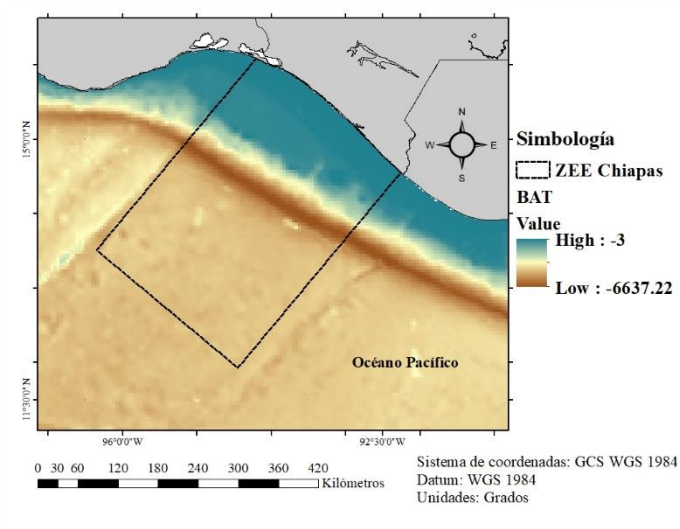 15°0'0"N
11°30'0"N
96°0'0"W
92°30'0"W
N
W E
S
Océano Pacífico
Simbología
ZEE Chiapas
BAT
Value
High : -3
Low : -6637.22
0 30 60 120 180 240 300 360 420
Kilómetros
Sistema de coordenadas: GCS WGS 1984
Datum: WGS 1984
Unidades: Grados